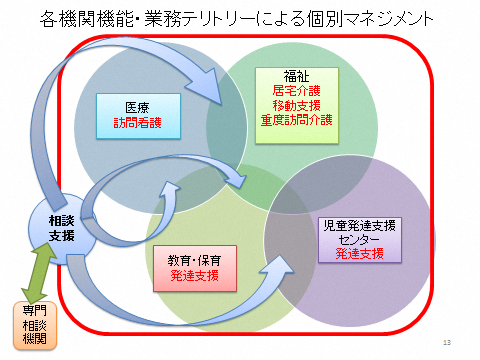 各機関機能・業務テリトリーによる個別マネジメント
医療
訪問看護
福祉
居宅介護
移動支援
重度訪問介護
相談
支援
児童発達支援
センター
発達支援
教育・保育
発達支援
専門
相談
機関
13